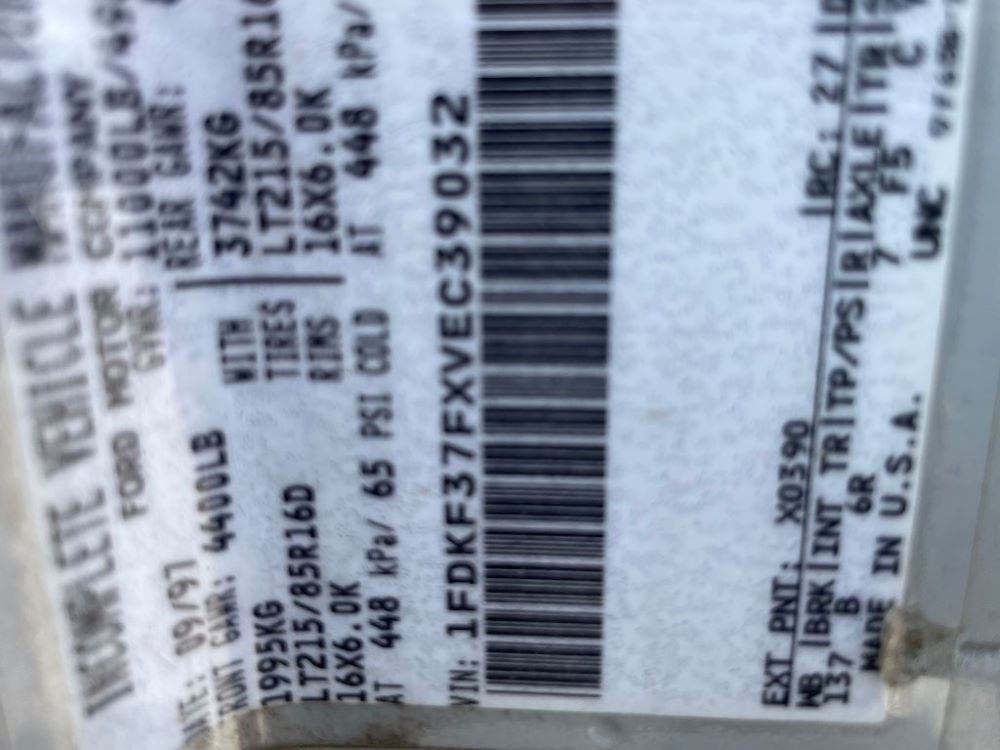 INCOMPLETE VEHICLE
FORD MOTOR COMPANY
DATE: 09/97 GVWR: 11000LB/
FRONT GAWR: 4400LB REAR GAWR:
1995KG WITH 3742KG
LT215/85R16D TIRES LT215/85R16
16X6.0K RIMS 16X6.0K
AT 448 kPa/ 65 PSI COLD AT 448 kPa/
VIN: 1FDKF37FXVEC39032
EXT PNT: X0390 RC: 27
WB BRK INT TR TP/PS R AXLE TR
137 B 6R 7 F5 C
MADE IN U.S.A. UNC